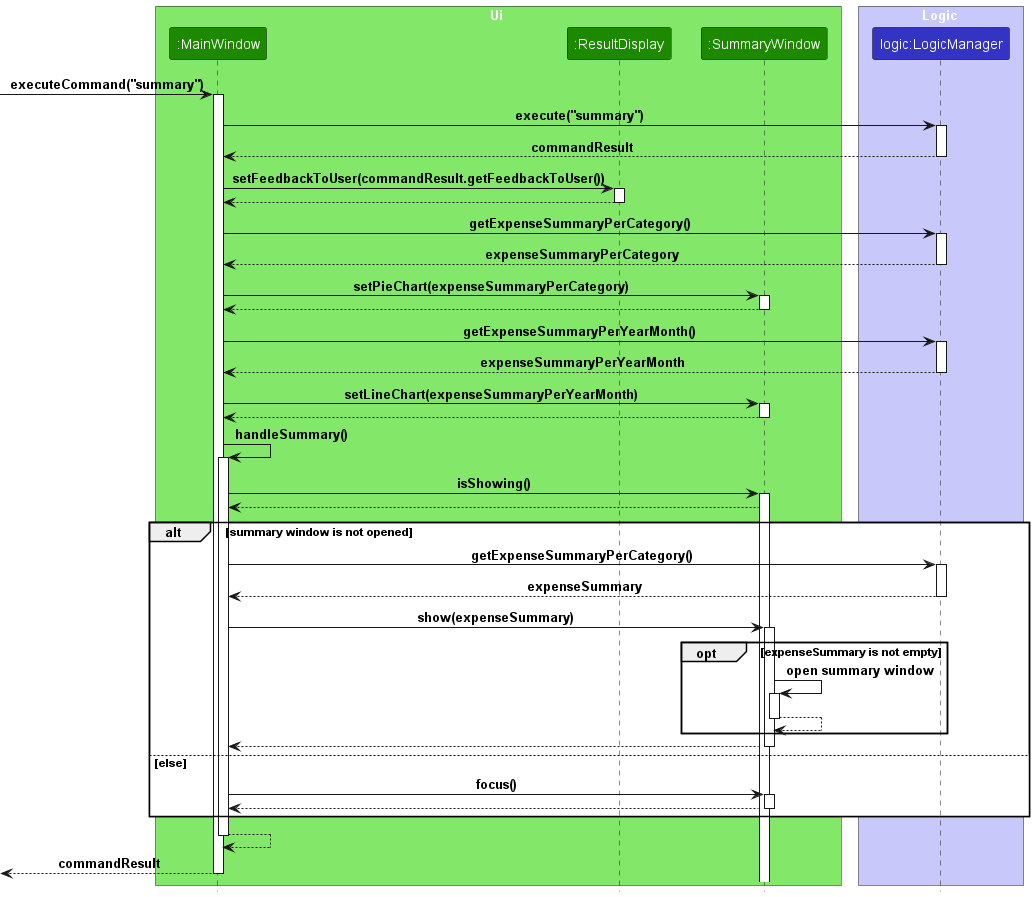 Ui
Logic
:MainWindow
:ResultDisplay
:SummaryWindow
logic:LogicManager
executeCommand("summary")
execute("summary")
commandResult
setFeedbackToUser(commandResult.getFeedbackToUser())
getExpenseSummaryPerCategory()
expenseSummaryPerCategory
setPieChart(expenseSummaryPerCategory)
getExpenseSummaryPerYearMonth()
expenseSummaryPerYearMonth
setLineChart(expenseSummaryPerYearMonth)
handleSummary()
isShowing()
alt
[summary window is not opened]
getExpenseSummaryPerCategory()
expenseSummary
show(expenseSummary)
opt
[expenseSummary is not empty]
open summary window
[else]
focus()
commandResult